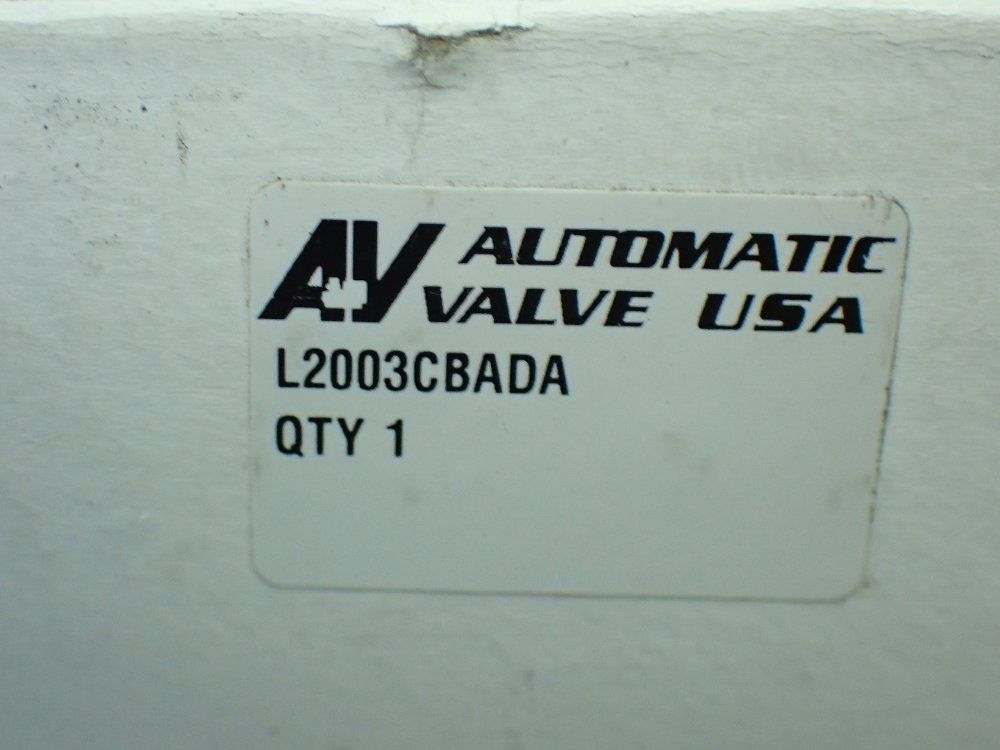 AV AUTOMATIC
VALVE USA
L2003CBADA
QTY 1